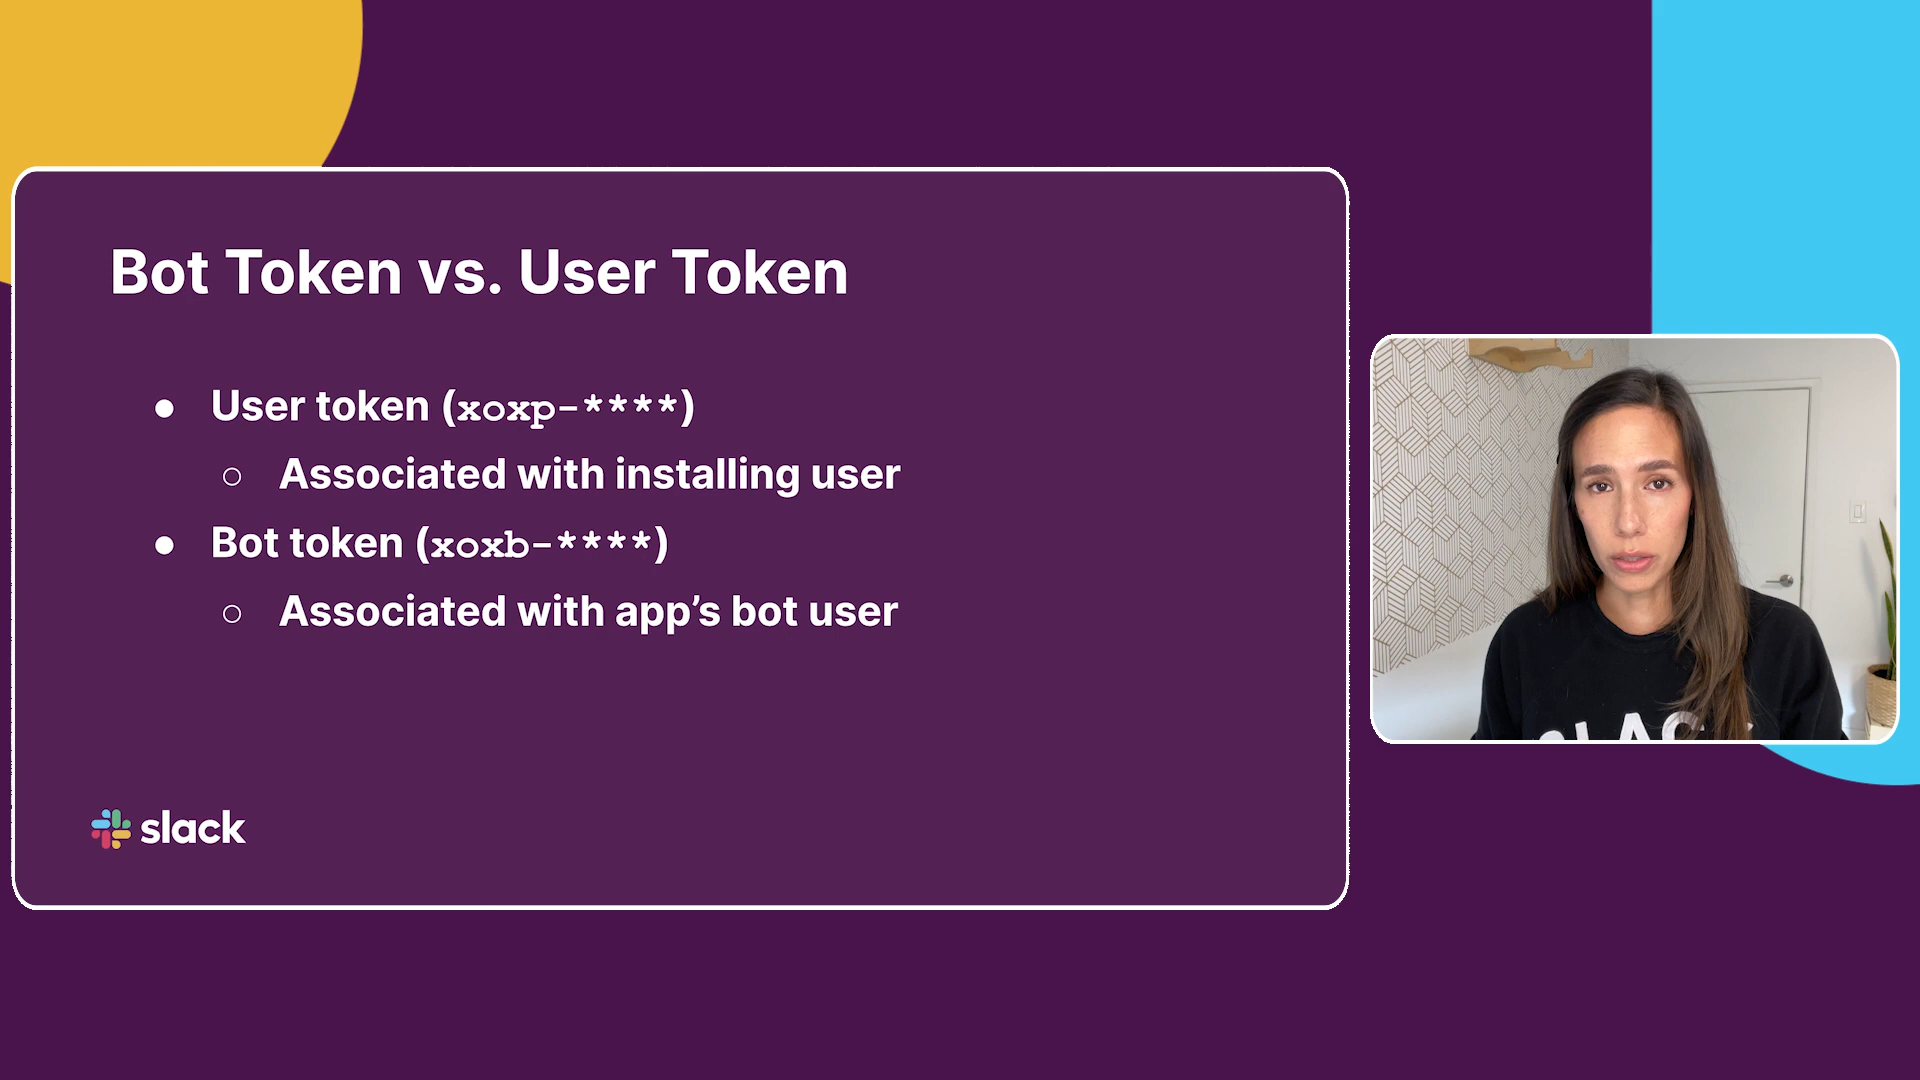 Bot Token vs. User Token
● User token (xoxp-****)
○ Associated with installing user
● Bot token (xoxb-****)
○ Associated with app’s bot user
slack